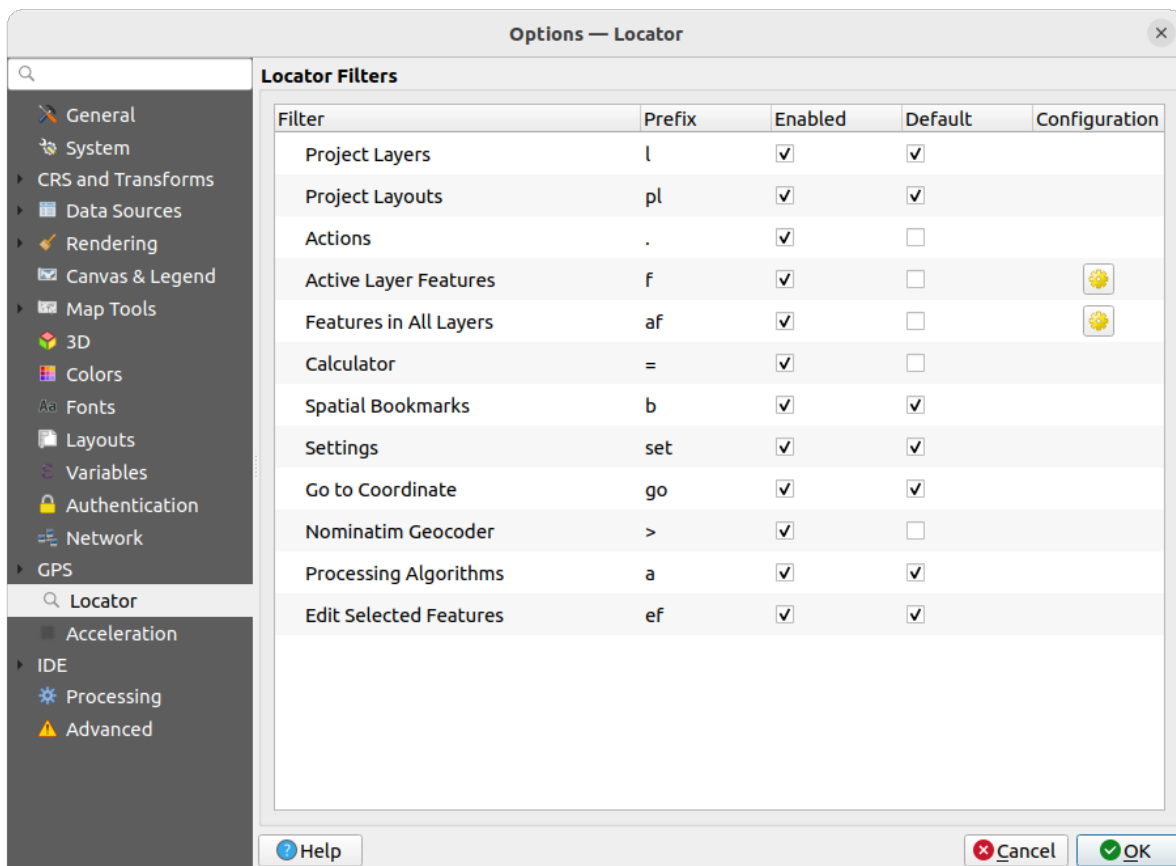 Options — Locator
Locator Filters
General
System
CRS and Transforms
Data Sources
Rendering
Canvas & Legend
Map Tools
3D
Colors
Aa Fonts
Layouts
ε Variables
Authentication
Network
GPS
Locator
Acceleration
IDE
Processing
Advanced
Filter Prefix Enabled Default Configuration
Project Layers l
Project Layouts pl
Actions .
Active Layer Features f
Features in All Layers af
Calculator =
Spatial Bookmarks b
Settings set
Go to Coordinate go
Nominatim Geocoder >
Processing Algorithms a
Edit Selected Features ef
? Help Cancel OK